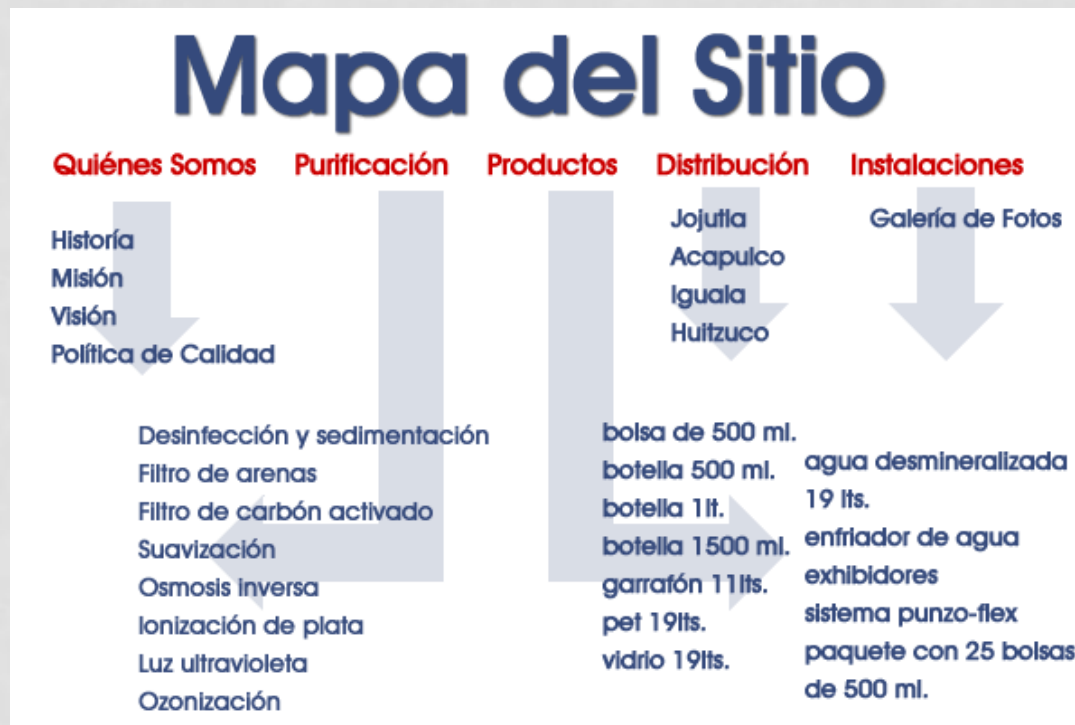 Mapa del Sitio
Quiénes Somos Purificación Productos Distribución Instalaciones
Historía
Misión
Visión
Política de Calidad
Jojutla
Acapulco
Iguala
Huitzuco
Galería de Fotos
Desinfección y sedimentación
Filtro de arenas
Filtro de carbón activado
Suavización
Osmosis inversa
Ionización de plata
Luz ultravioleta
Ozonización
bolsa de 500 ml.
botella 500 ml.
botella 1lt.
botella 1500 ml.
garrafón 11lts.
pet 19lts.
vidrio 19lts.
agua desmineralizada
19 lts.
enfriador de agua
exhibidores
sistema punzo-flex
paquete con 25 bolsas
de 500 ml.